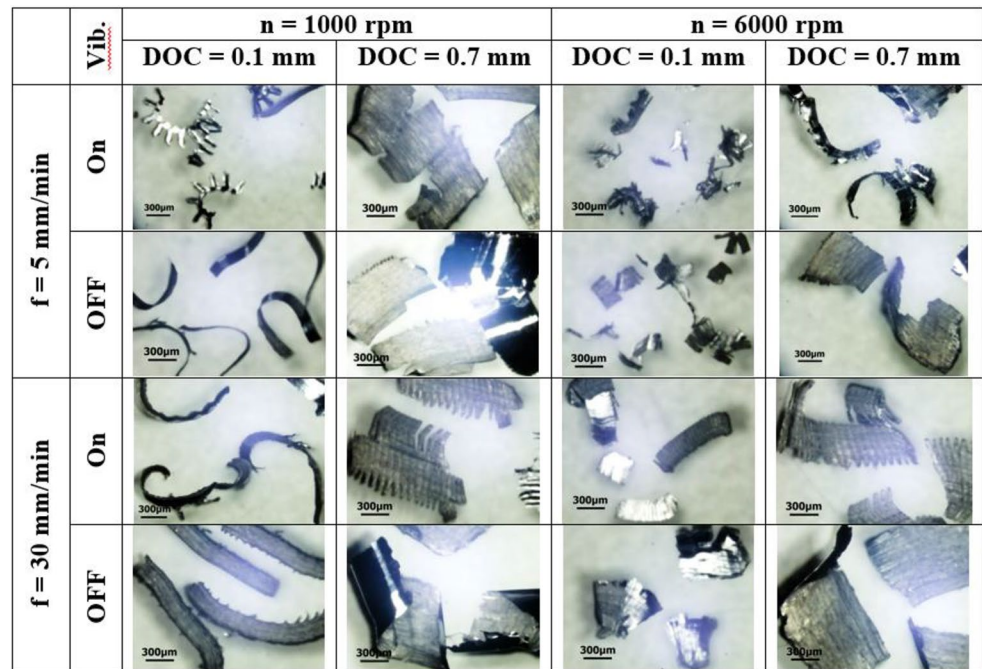 Vib.
n = 1000 rpm
n = 6000 rpm
DOC = 0.1 mm
DOC = 0.7 mm
DOC = 0.1 mm
DOC = 0.7 mm
f = 5 mm/min
On
300µm
300µm
300µm
300µm
OFF
300µm
300µm
300µm
300µm
f = 30 mm/min
On
300µm
300µm
300µm
300µm
OFF
300µm
300µm
300µm
300µm